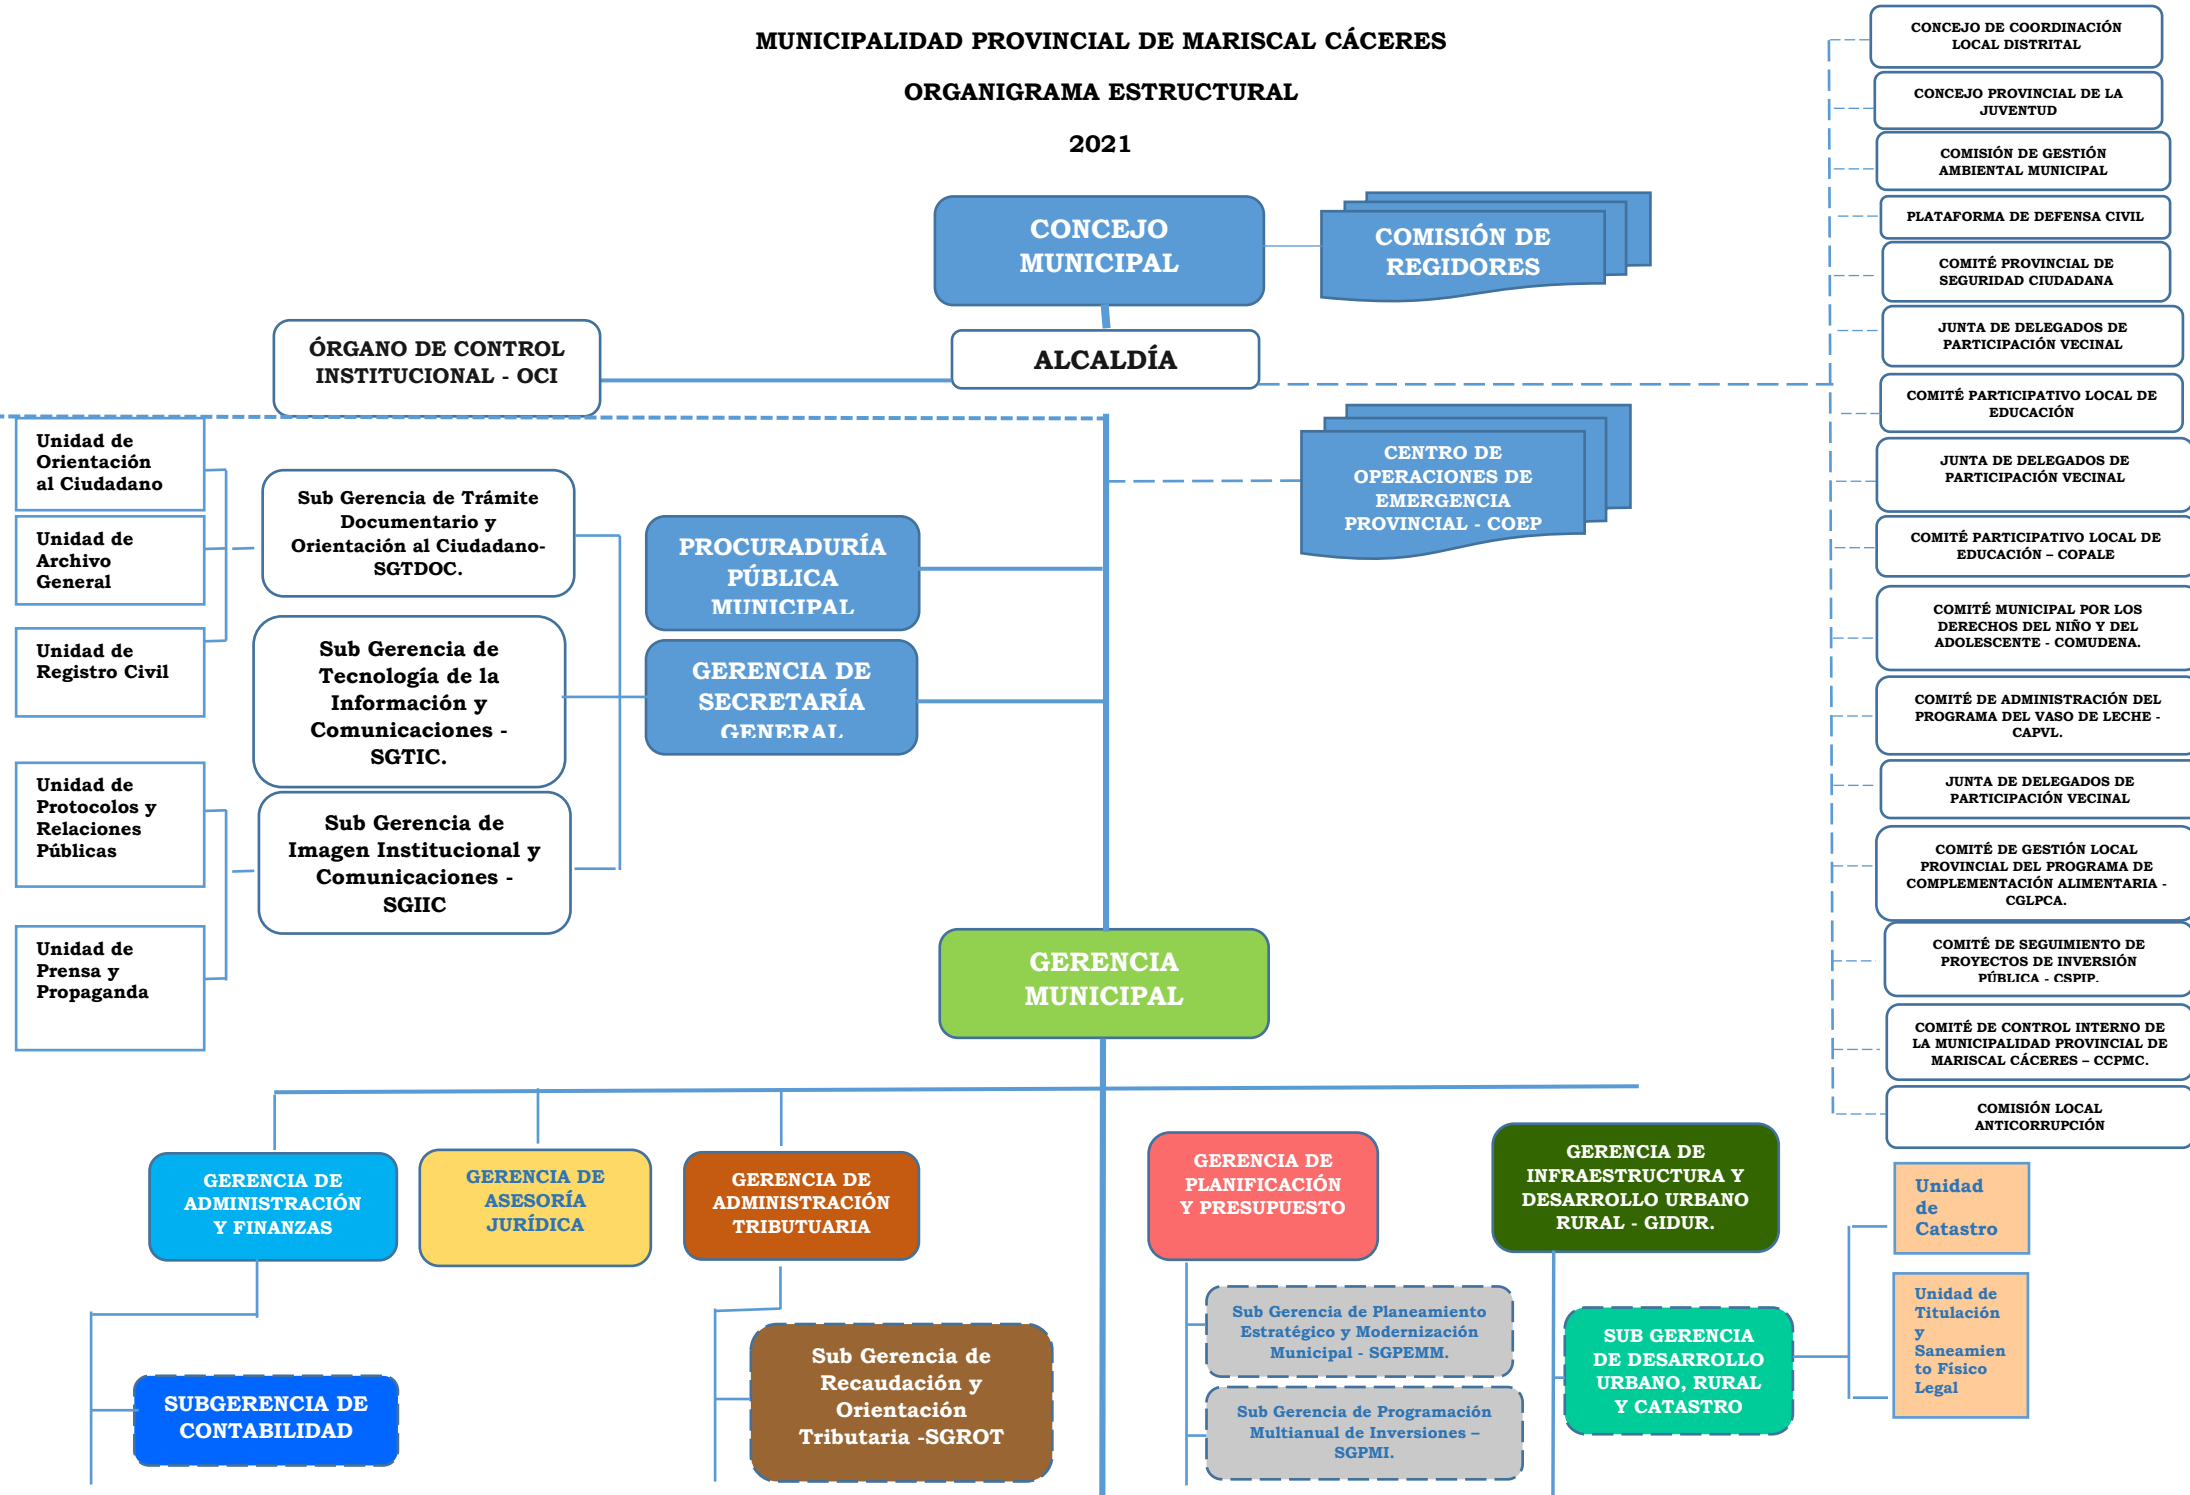 MUNICIPALIDAD PROVINCIAL DE MARISCAL CÁCERES
ORGANIGRAMA ESTRUCTURAL
2021
CONCEJO
MUNICIPAL
COMISIÓN DE
REGIDORES
ÓRGANO DE CONTROL
INSTITUCIONAL - OCI
ALCALDÍA
CENTRO DE
OPERACIONES DE
EMERGENCIA
PROVINCIAL - COEP
PROCURADURÍA
PÚBLICA
MUNICIPAL
GERENCIA DE
SECRETARÍA
GENERAL
Sub Gerencia de Trámite
Documentario y
Orientación al Ciudadano-
SGTDOC.
Sub Gerencia de
Tecnología de la
Información y
Comunicaciones -
SGTIC.
Sub Gerencia de
Imagen Institucional y
Comunicaciones -
SGIIC
Unidad de
Orientación
al Ciudadano
Unidad de
Archivo
General
Unidad de
Registro Civil
Unidad de
Protocolos y
Relaciones
Públicas
Unidad de
Prensa y
Propaganda
CONCEJO DE COORDINACIÓN
LOCAL DISTRITAL
CONCEJO PROVINCIAL DE LA
JUVENTUD
COMISIÓN DE GESTIÓN
AMBIENTAL MUNICIPAL
PLATAFORMA DE DEFENSA CIVIL
COMITÉ PROVINCIAL DE
SEGURIDAD CIUDADANA
JUNTA DE DELEGADOS DE
PARTICIPACIÓN VECINAL
COMITÉ PARTICIPATIVO LOCAL DE
EDUCACIÓN
JUNTA DE DELEGADOS DE
PARTICIPACIÓN VECINAL
COMITÉ PARTICIPATIVO LOCAL DE
EDUCACIÓN – COPALE
COMITÉ MUNICIPAL POR LOS
DERECHOS DEL NIÑO Y DEL
ADOLESCENTE - COMUDENA.
COMITÉ DE ADMINISTRACIÓN DEL
PROGRAMA DEL VASO DE LECHE -
CAPVL.
JUNTA DE DELEGADOS DE
PARTICIPACIÓN VECINAL
COMITÉ DE GESTIÓN LOCAL
PROVINCIAL DEL PROGRAMA DE
COMPLEMENTACIÓN ALIMENTARIA -
CGLPCA.
COMITÉ DE SEGUIMIENTO DE
PROYECTOS DE INVERSIÓN
PÚBLICA - CSPIP.
COMITÉ DE CONTROL INTERNO DE
LA MUNICIPALIDAD PROVINCIAL DE
MARISCAL CÁCERES – CCPMC.
COMISIÓN LOCAL
ANTICORRUPCIÓN
GERENCIA
MUNICIPAL
GERENCIA DE
ADMINISTRACIÓN
Y FINANZAS
GERENCIA DE
ASESORÍA
JURÍDICA
GERENCIA DE
ADMINISTRACIÓN
TRIBUTUARIA
GERENCIA DE
PLANIFICACIÓN
Y PRESUPUESTO
GERENCIA DE
INFRAESTRUCTURA Y
DESARROLLO URBANO
RURAL - GIDUR.
SUBGERENCIA DE
CONTABILIDAD
Sub Gerencia de
Recaudación y
Orientación
Tributaria -SGROT
Sub Gerencia de Planeamiento
Estratégico y Modernización
Municipal - SGPEMM.
Sub Gerencia de Programación
Multianual de Inversiones –
SGPMI.
SUB GERENCIA
DE DESARROLLO
URBANO, RURAL
Y CATASTRO
Unidad
de
Catastro
Unidad de
Titulación
y
Saneamien
to Físico
Legal